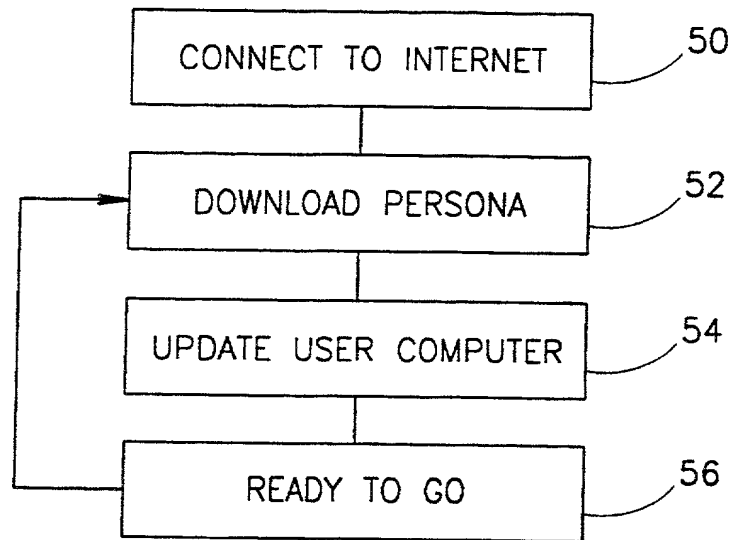 CONNECT TO INTERNET
50
DOWNLOAD PERSONA
52
UPDATE USER COMPUTER
54
READY TO GO
56